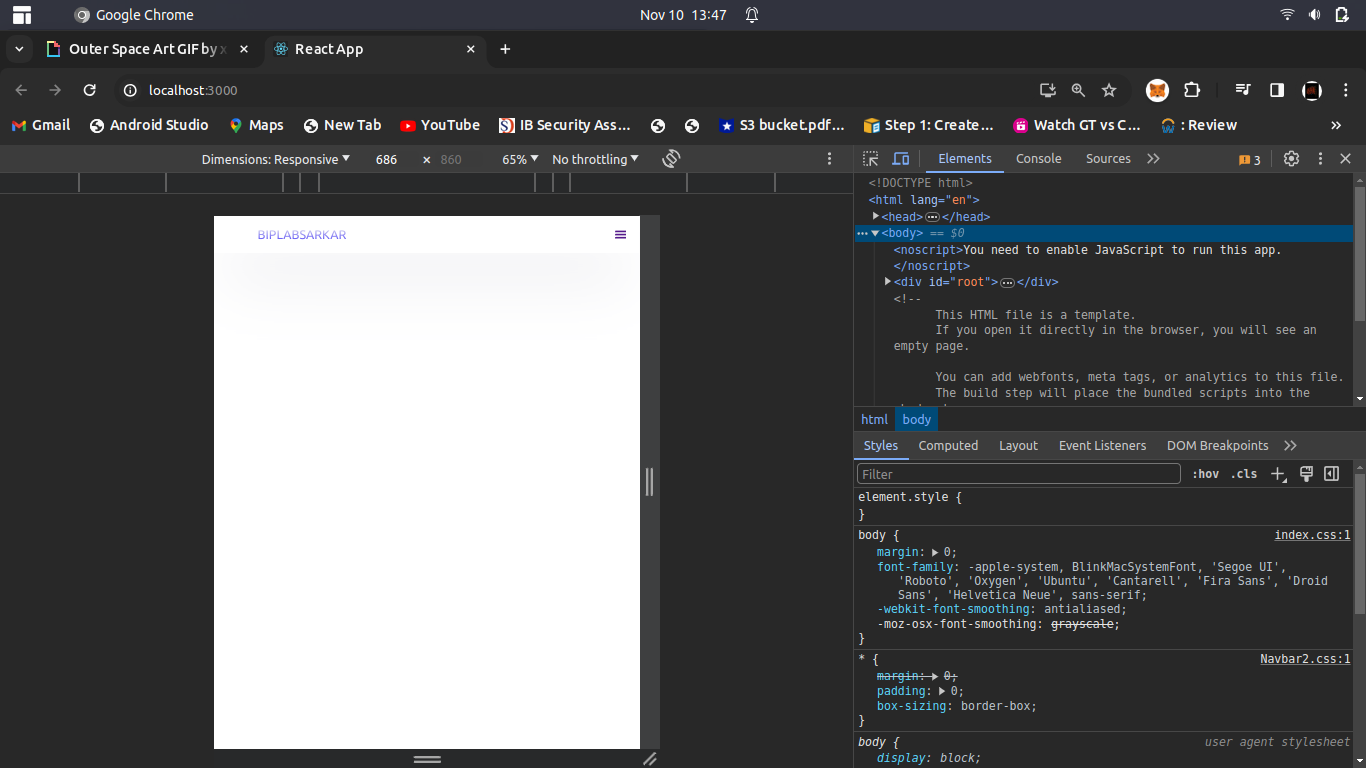 Google Chrome
Nov 10 13:47
Outer Space Art GIF by x
React App
localhost:3000
Gmail
Android Studio
Maps
New Tab
YouTube
IB Security Ass...
S3 bucket.pdf...
Step 1: Create...
Watch GT vs C...
: Review
»
Dimensions: Responsive
686 × 860
65%
No throttling
Elements
Console
Sources
»
3
BIPLABSARKAR
<!DOCTYPE html>
<html lang="en">
<head>…</head>
<body> == $0
<noscript>You need to enable JavaScript to run this app.
</noscript>
<div id="root">…</div>
<!--
This HTML file is a template.
If you open it directly in the browser, you will see an
empty page.
You can add webfonts, meta tags, or analytics to this file.
The build step will place the bundled scripts into the
html
body
Styles
Computed
Layout
Event Listeners
DOM Breakpoints
»
Filter
:hov
.cls
element.style {
}
body {
index.css:1
margin: 0;
font-family: -apple-system, BlinkMacSystemFont, 'Segoe UI',
'Roboto', 'Oxygen', 'Ubuntu', 'Cantarell', 'Fira Sans', 'Droid
Sans', 'Helvetica Neue', sans-serif;
-webkit-font-smoothing: antialiased;
-moz-osx-font-smoothing: grayscale;
}
* {
Navbar2.css:1
margin: 0;
padding: 0;
box-sizing: border-box;
}
body {
user agent stylesheet
display: block;